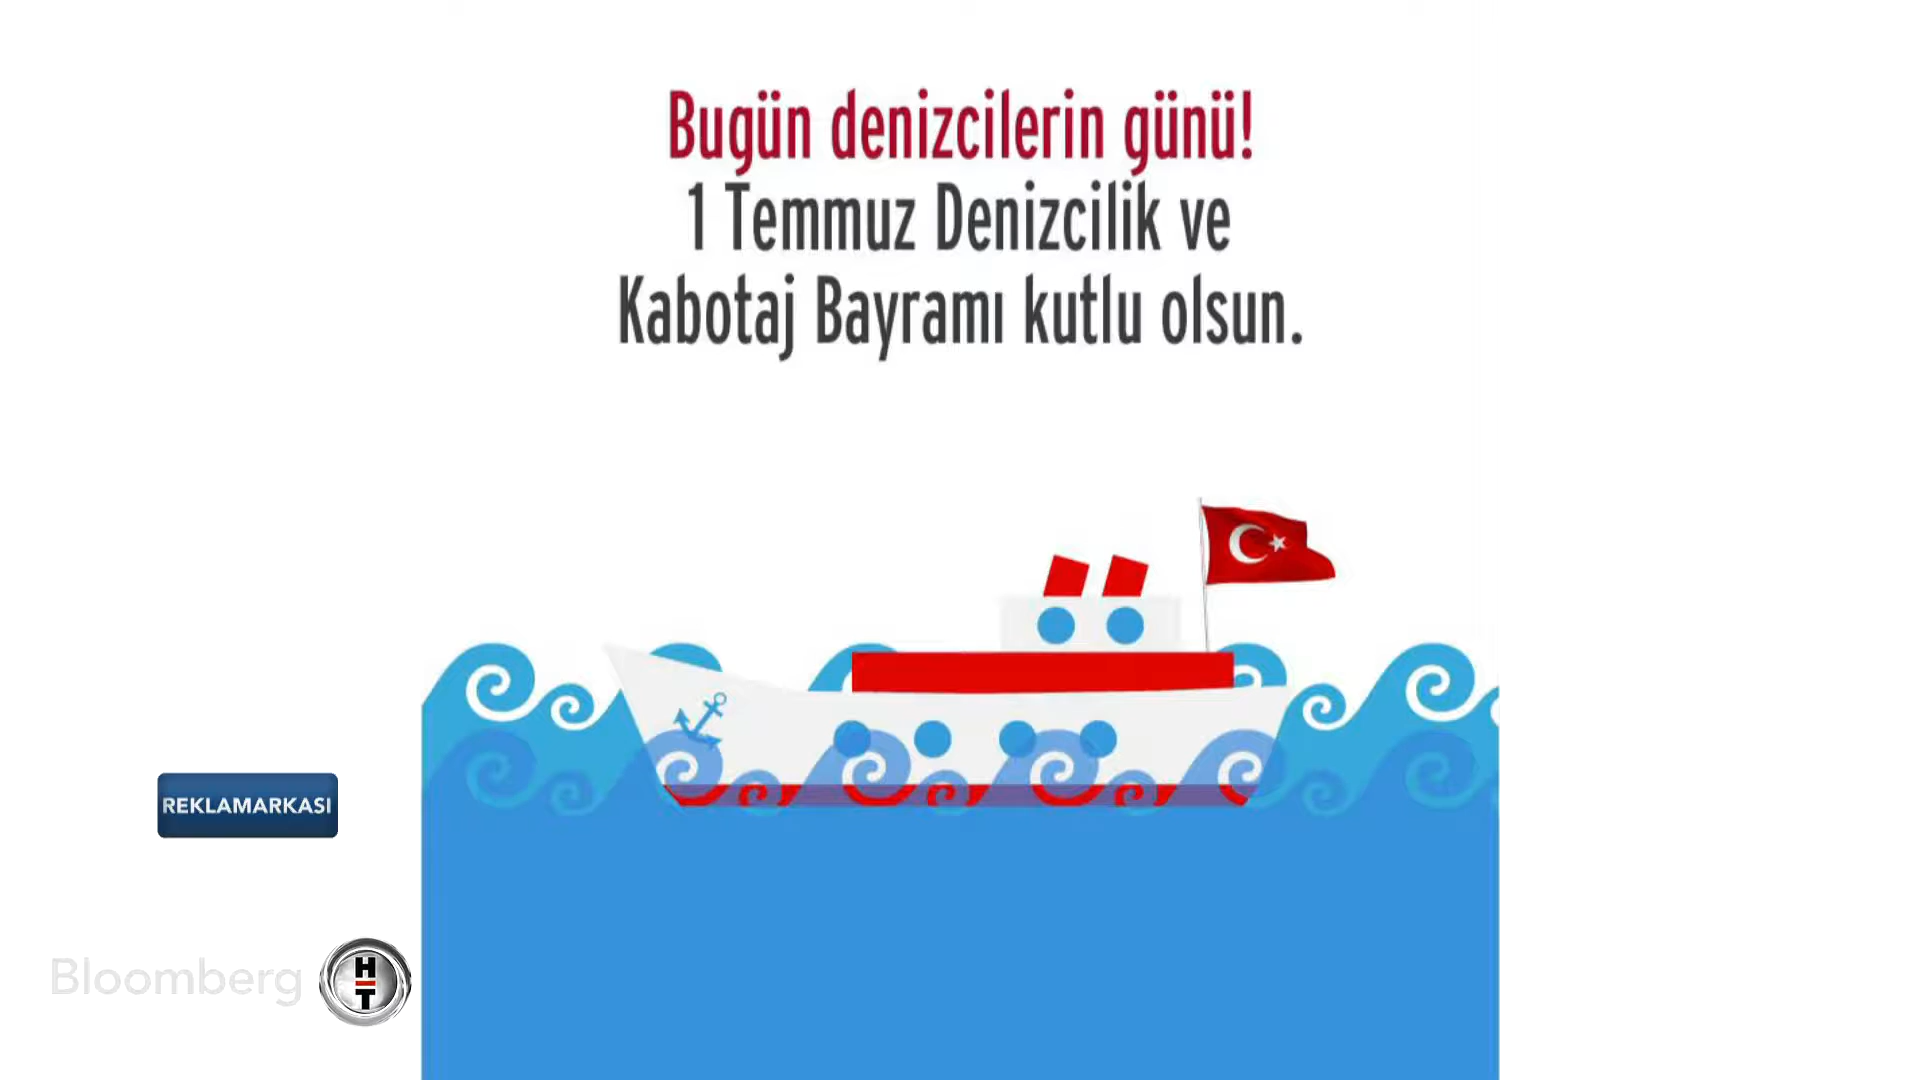 Bugün denizcilerin günü!
1 Temmuz Denizcilik ve
Kabotaj Bayramı kutlu olsun.
REKLAMARKASI
Bloomberg
H
T